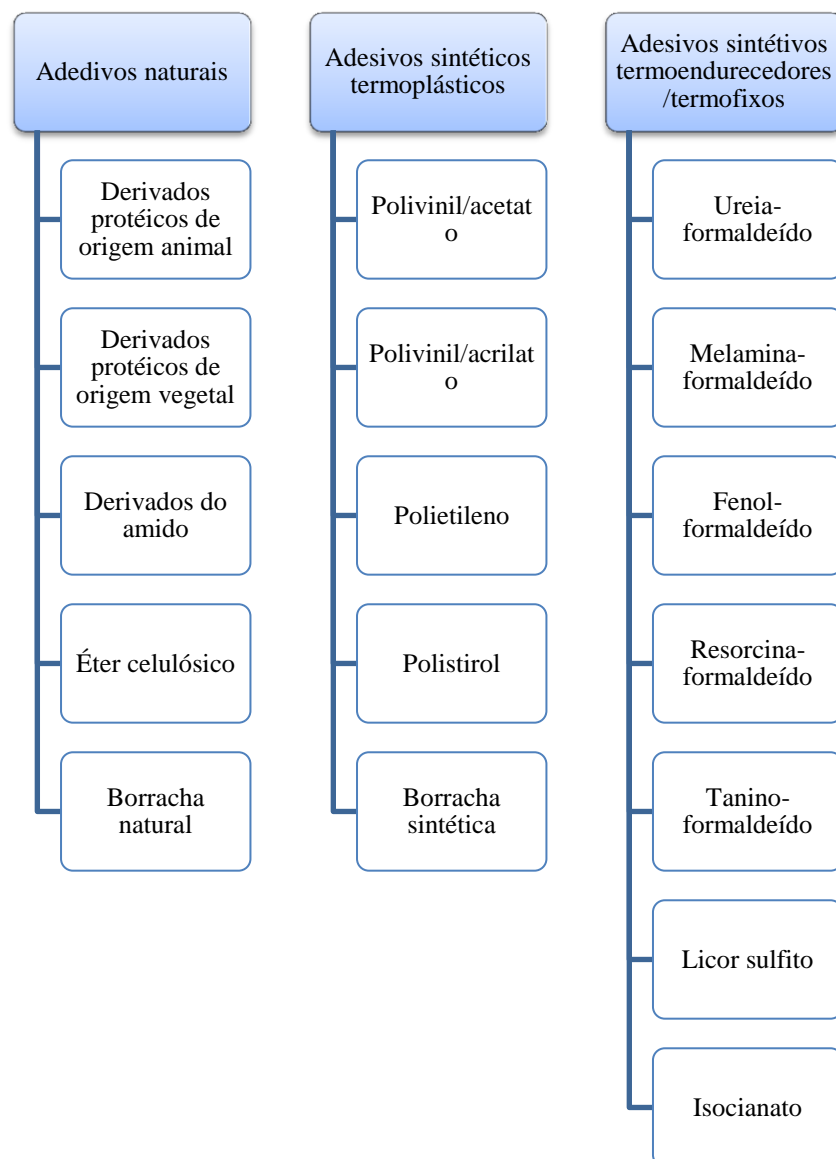 Adedivos naturais
Derivados
protéicos de
origem animal
Derivados
protéicos de
origem vegetal
Derivados do
amido
Éter celulósico
Borracha
natural
Adesivos sintéticos
termoplásticos
Polivinil/acetat
o
Polivinil/acrilat
o
Polietileno
Polistirol
Borracha
sintética
Adesivos sintétivos
termoendurecedores
/termofixos
Ureia-
formaldeído
Melamina-
formaldeído
Fenol-
formaldeído
Resorcina-
formaldeído
Tanino-
formaldeído
Licor sulfito
Isocianato